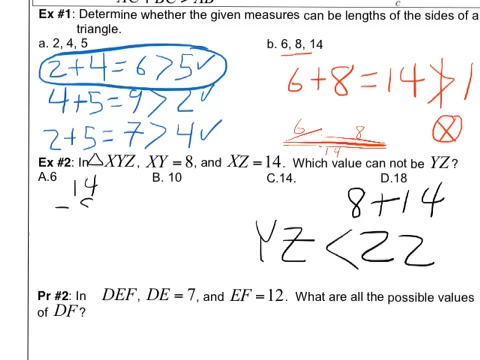 Ex #1: Determine whether the given measures can be lengths of the sides of a
triangle.
a. 2, 4, 5
b. 6, 8, 14
2+4=6>5✓
4+5=9>2✓
2+5=7>4✓
6+8=14≯1
6 8
14
Ex #2: In △XYZ, XY = 8, and XZ = 14. Which value can not be YZ?
A.6 B. 10 C.14. D.18
14
-
8+14
YZ<22
Pr #2: In DEF, DE = 7, and EF = 12. What are all the possible values
of DF?